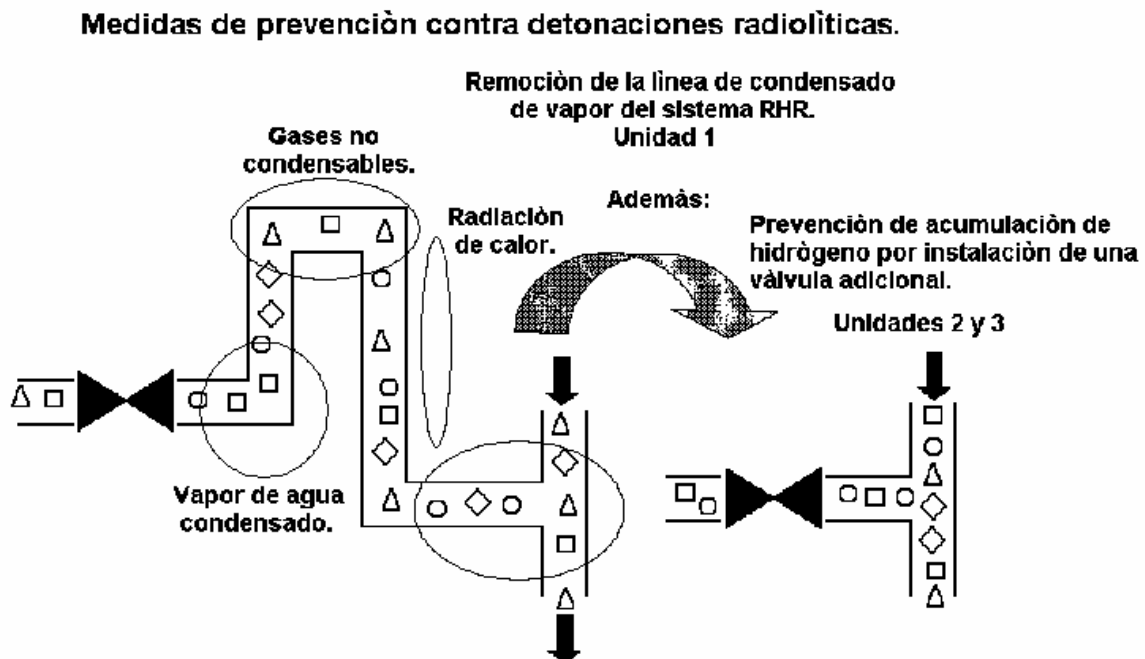 Medidas de prevenciòn contra detonaciones radiolìticas.
Remociòn de la lìnea de condensado
de vapor del sistema RHR.
Unidad 1
Gases no
condensables.
Radiaciòn
de calor.
Ademàs:
Prevenciòn de acumulaciòn de
hidrògeno por instalaciòn de una
vàlvula adicional.
Unidades 2 y 3
Vapor de agua
condensado.